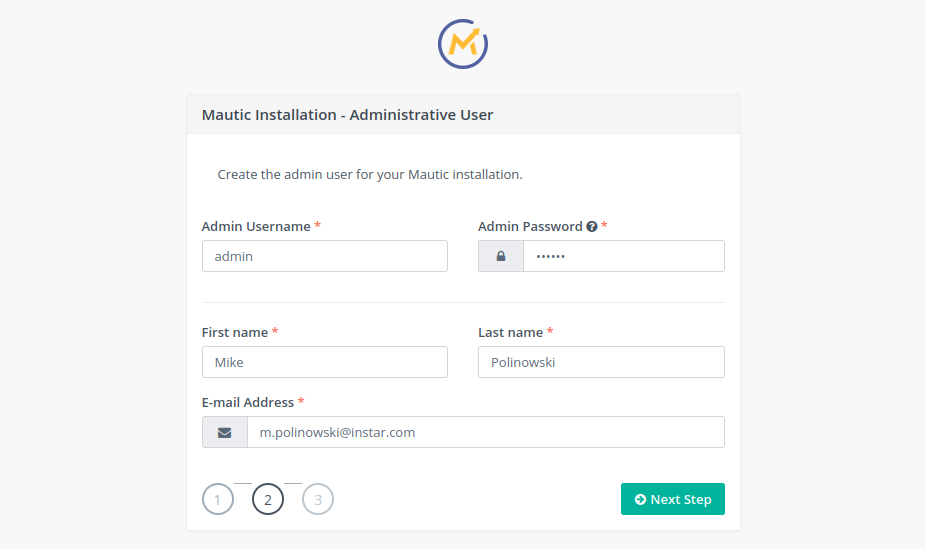 Mautic Installation - Administrative User
Create the admin user for your Mautic installation.
Admin Username * Admin Password *
admin ••••••
First name * Last name *
Mike Polinowski
E-mail Address *
m.polinowski@instar.com
1 2 3 Next Step